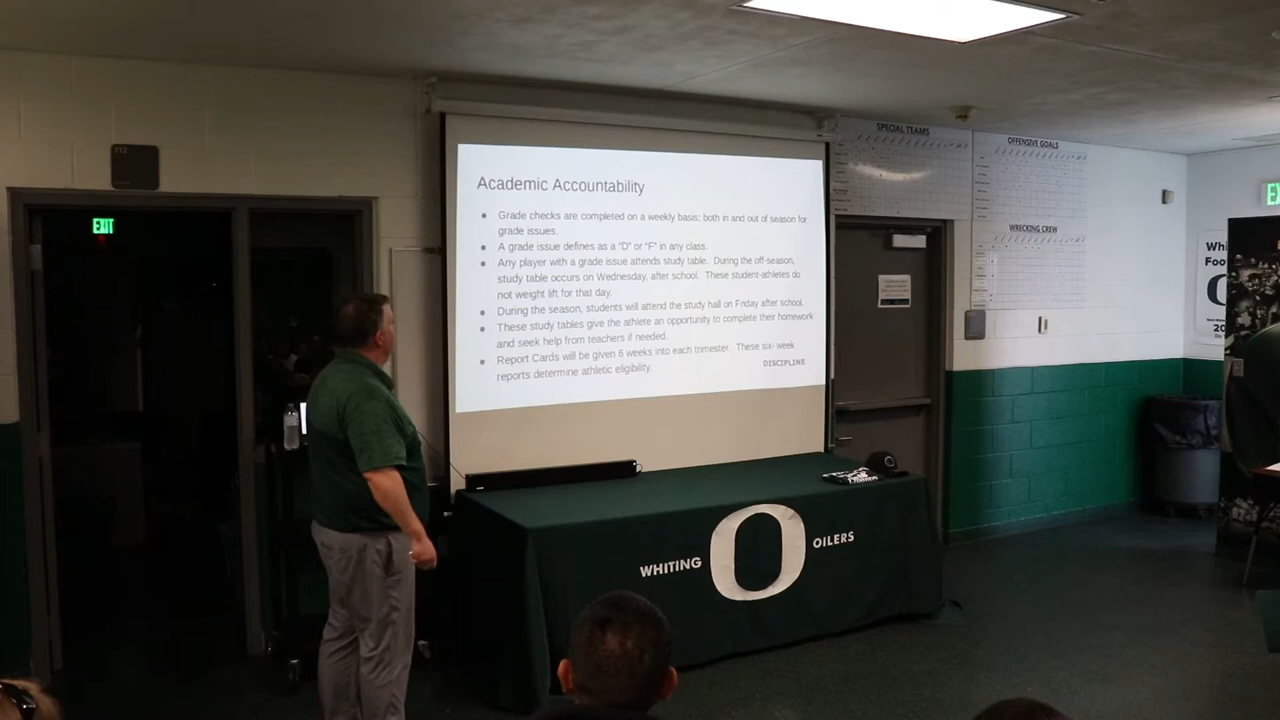 112
EXIT
Academic Accountability
Grade checks are completed on a weekly basis; both in and out of season for
grade issues.
A grade issue defines as a "D" or "F" in any class.
Any player with a grade issue attends study table. During the off-season,
study table occurs on Wednesday, after school. These student-athletes do
not weight lift for that day.
During the season, students will attend the study hall on Friday after school.
These study tables give the athlete an opportunity to complete their homework
and seek help from teachers if needed.
Report Cards will be given 6 weeks into each trimester. These six- week
reports determine athletic eligibility.
DISCIPLINE
SPECIAL TEAMS
OFFENSIVE GOALS
WRECKING CREW
EX
Whi
Foo
O
20
WHITING O OILERS